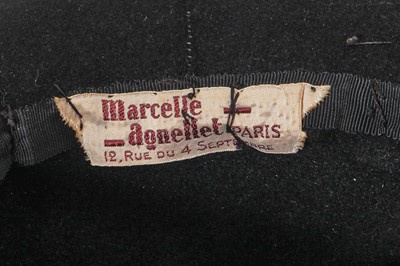 Marcelle
Agnellet PARIS
12, RUE DU 4 SEPTEMBRE